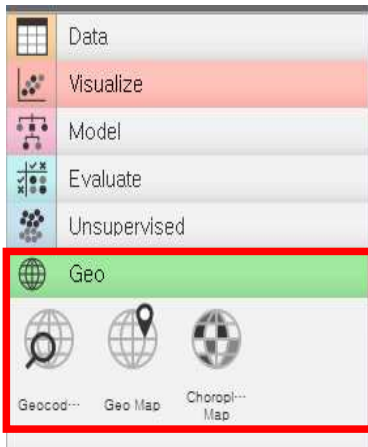 Data
Visualize
Model
Evaluate
Unsupervised
Geo
Geocod... Geo Map Choropl...
Map